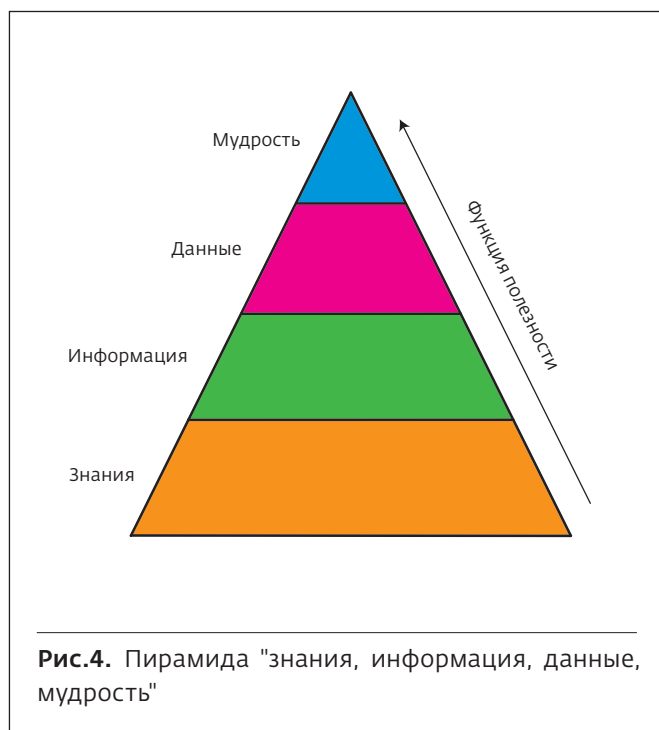 Мудрость
Данные
Информация
Знания
Функция полезности
Рис.4. Пирамида "знания, информация, данные,
мудрость"